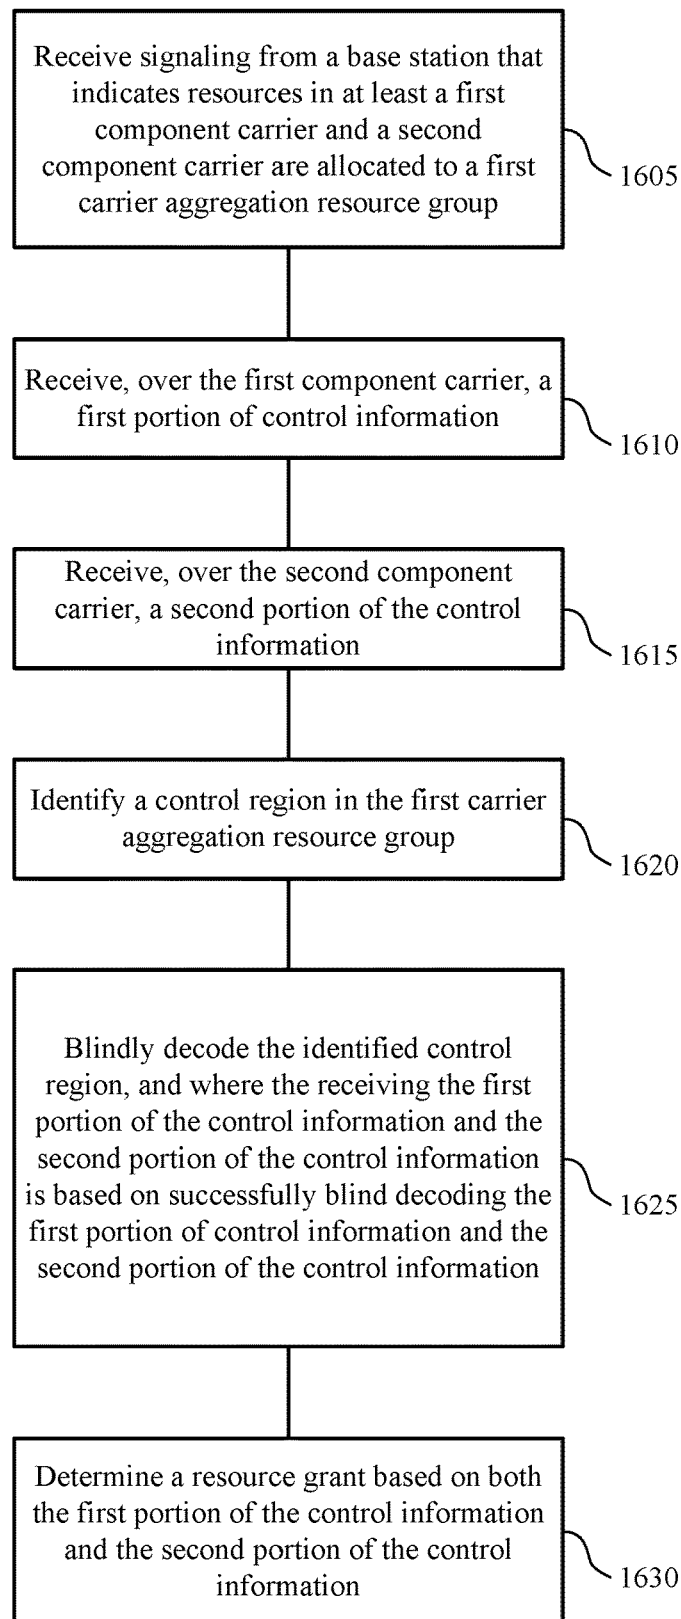 Receive signaling from a base station that
indicates resources in at least a first
component carrier and a second
component carrier are allocated to a first
carrier aggregation resource group
1605
Receive, over the first component carrier, a
first portion of control information
1610
Receive, over the second component
carrier, a second portion of the control
information
1615
Identify a control region in the first carrier
aggregation resource group
1620
Blindly decode the identified control
region, and where the receiving the first
portion of the control information and the
second portion of the control information
is based on successfully blind decoding the
first portion of control information and the
second portion of the control information
1625
Determine a resource grant based on both
the first portion of the control information
and the second portion of the control
information
1630